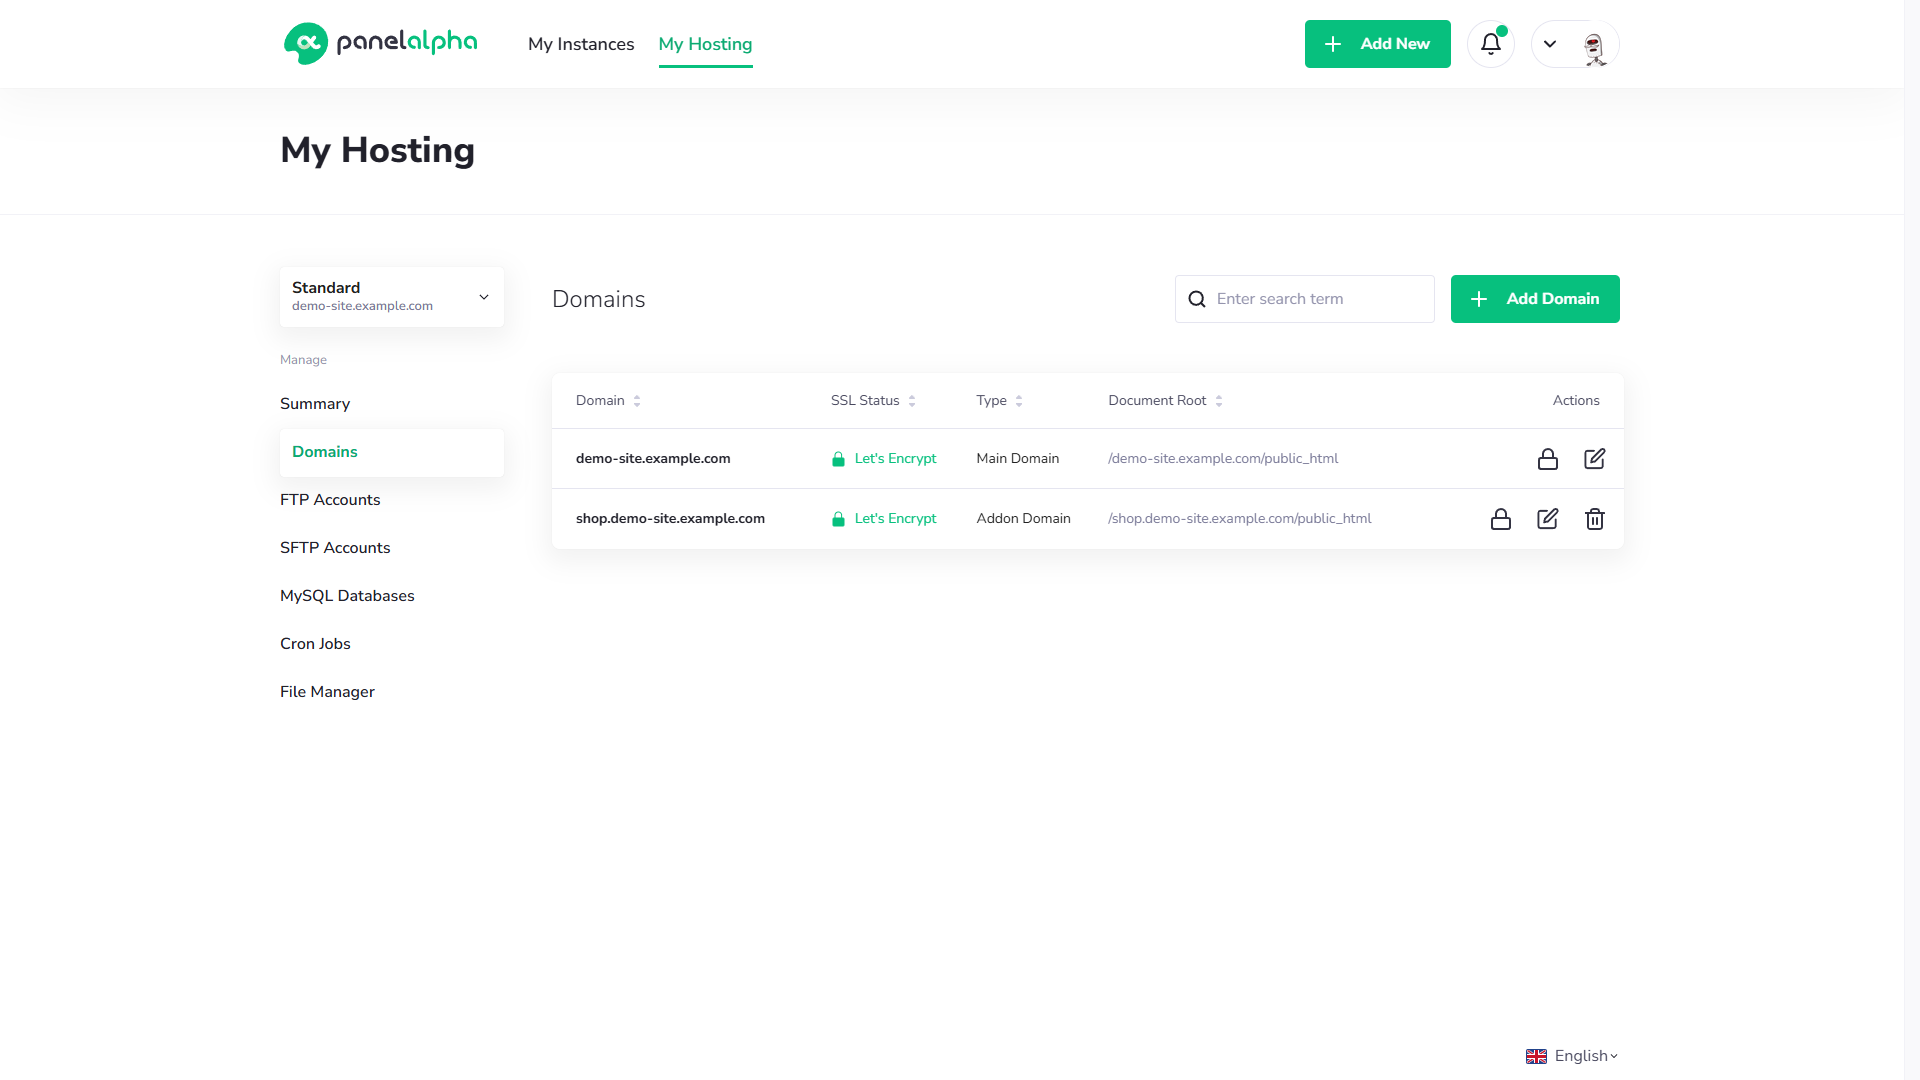 panelalpha
My Instances
My Hosting
Add New
My Hosting
Standard
demo-site.example.com
Manage
Summary
Domains
FTP Accounts
SFTP Accounts
MySQL Databases
Cron Jobs
File Manager
Domains
Enter search term
Add Domain
Domain SSL Status Type Document Root Actions
demo-site.example.com Let's Encrypt Main Domain /demo-site.example.com/public_html
shop.demo-site.example.com Let's Encrypt Addon Domain /shop.demo-site.example.com/public_html
English